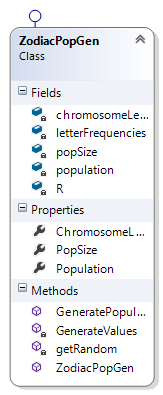 ZodiacPopGen
Class
Fields
chromosomeLe...
letterFrequencies
popSize
population
R
Properties
ChromosomeL...
PopSize
Population
Methods
GeneratePopul...
GenerateValues
getRandom
ZodiacPopGen